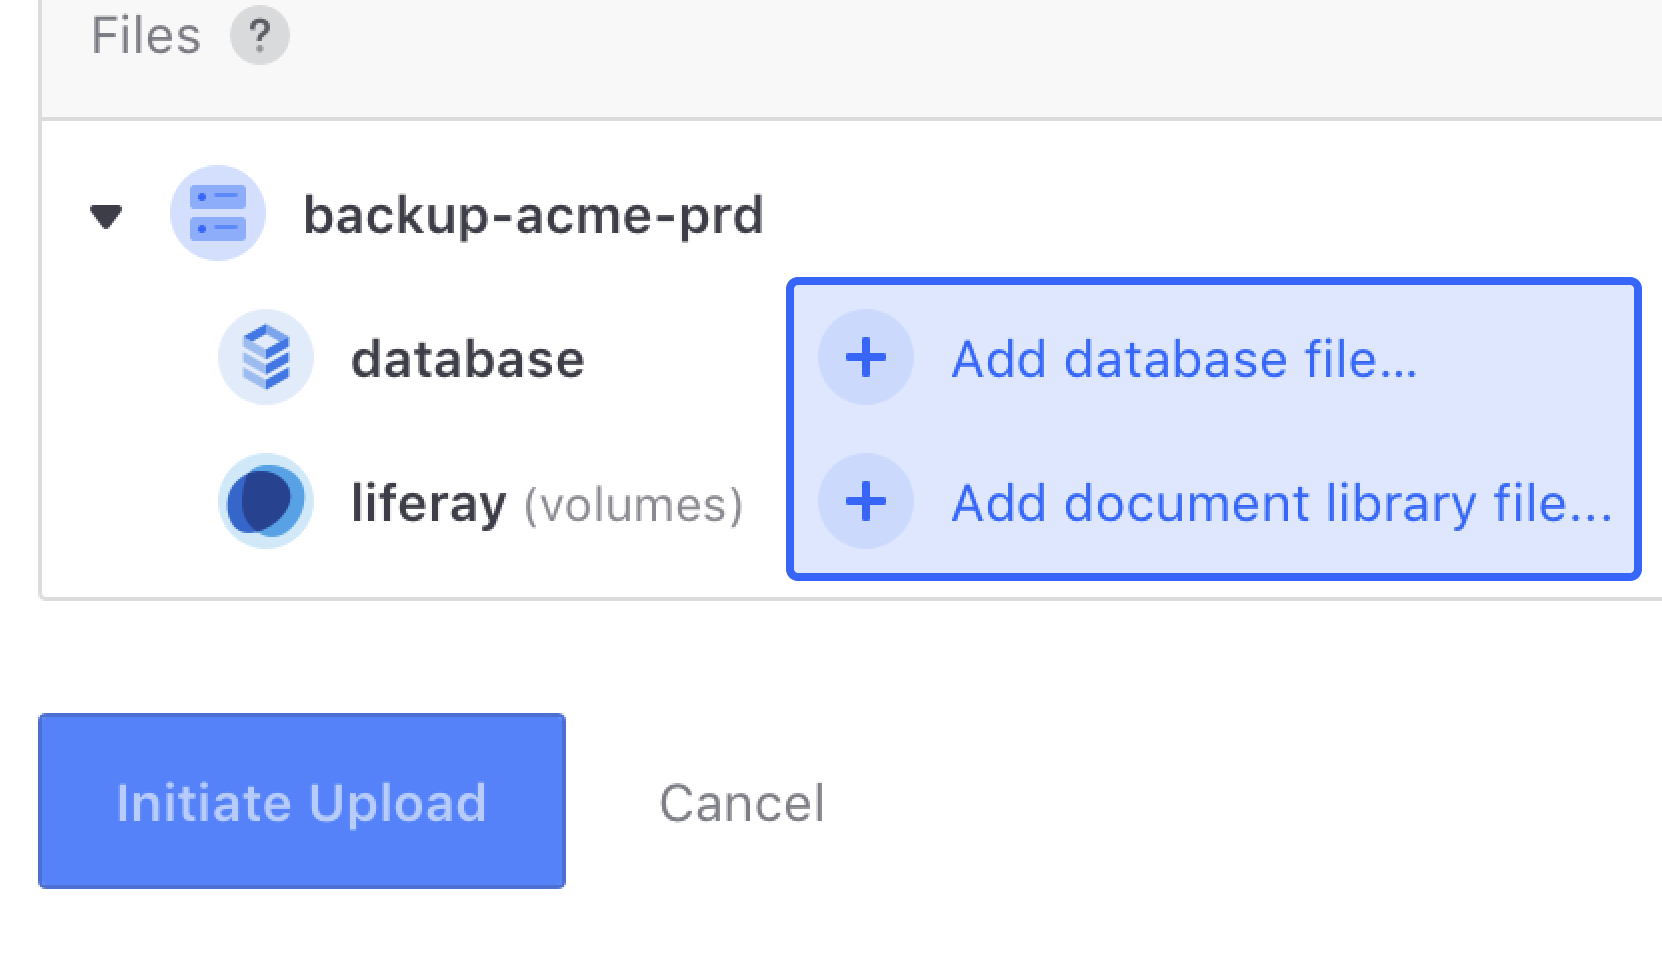 Files ?
backup-acme-prd
database
Add database file...
liferay (volumes)
Add document library file...
Initiate Upload
Cancel